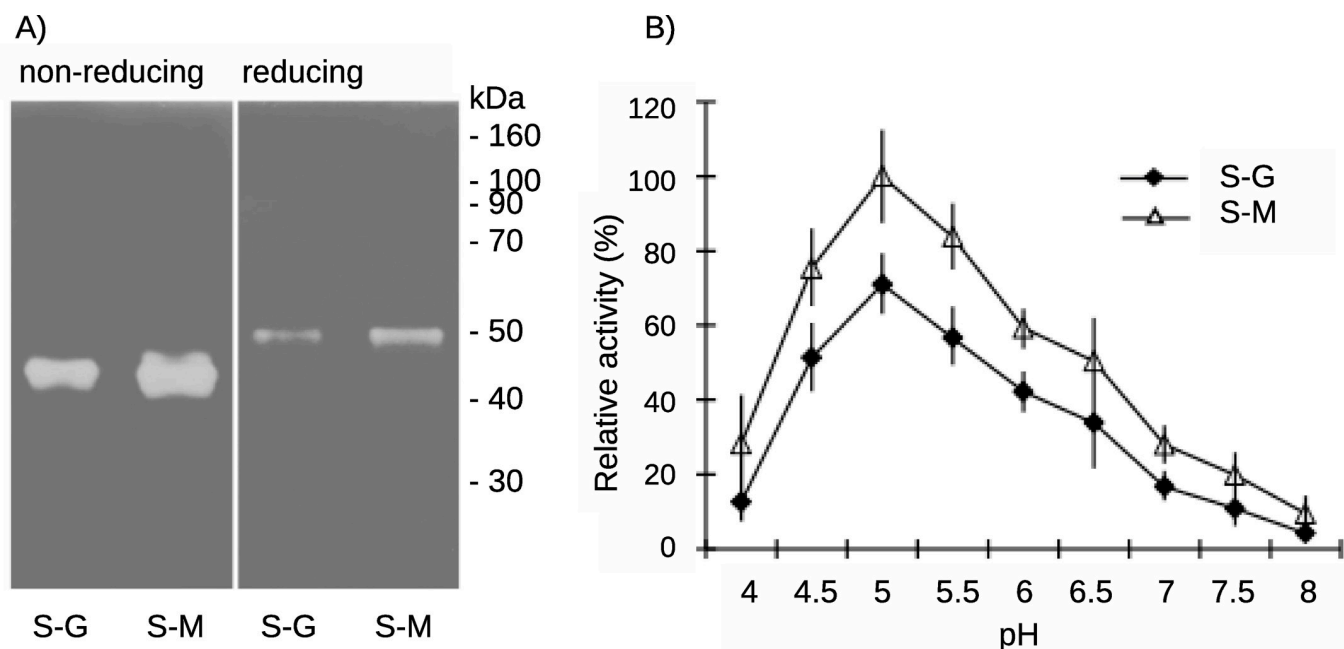 A)
non-reducing reducing
kDa
- 160
- 100
- 90
- 70
- 50
- 40
- 30
S-G S-M S-G S-M
B)
120
100
80
60
40
20
0
Relative activity (%)
4 4.5 5 5.5 6 6.5 7 7.5 8
pH
S-G
S-M